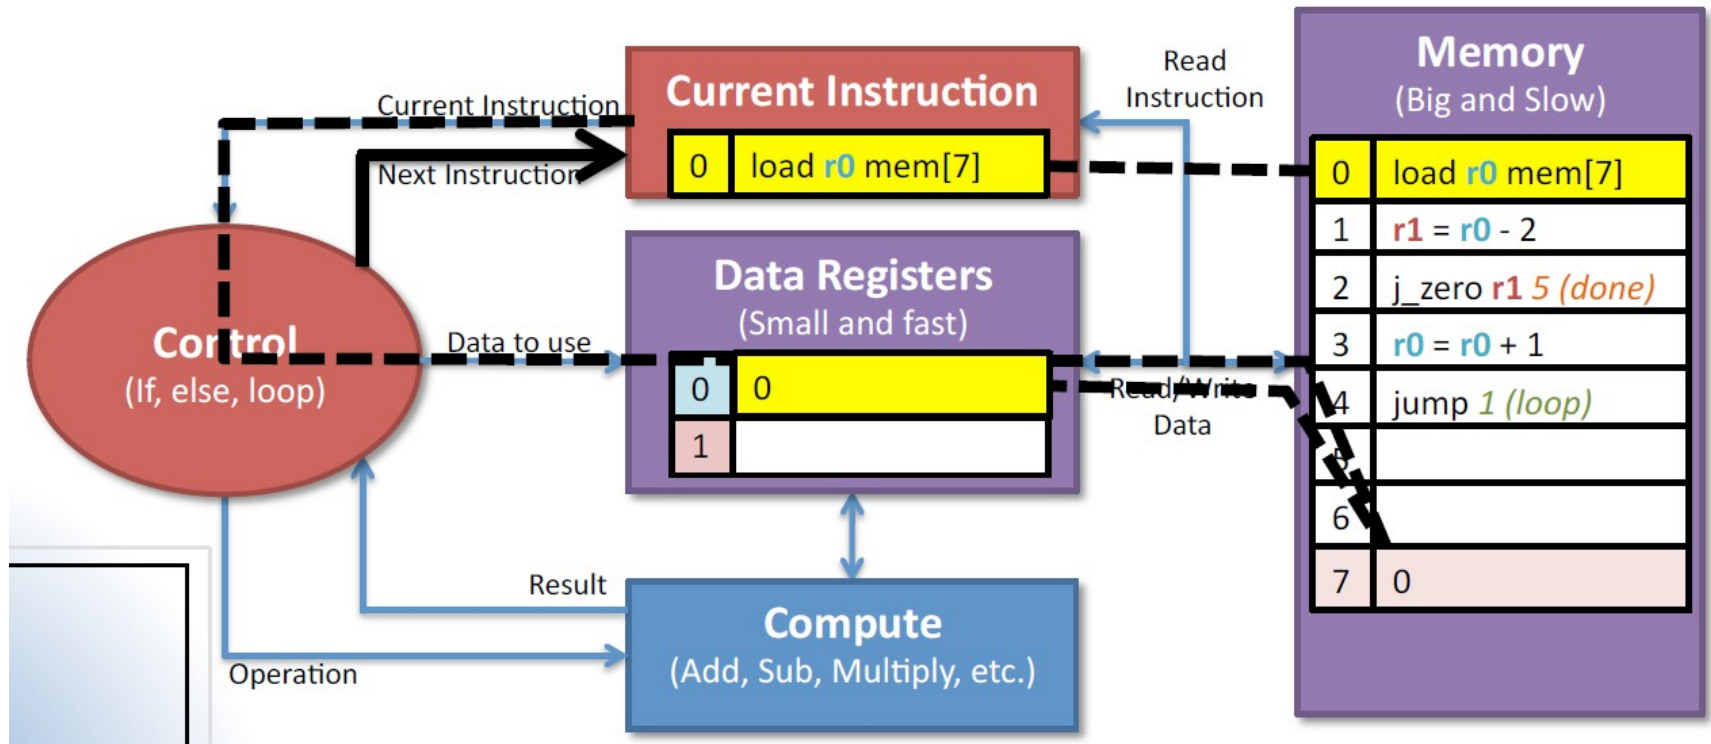 Current Instruction
0 load r0 mem[7]
Current Instruction
Next Instruction
Read
Instruction
Memory
(Big and Slow)
0 load r0 mem[7]
1 r1 = r0 - 2
2 j_zero r1 5 (done)
3 r0 = r0 + 1
4 jump 1 (loop)
5
6
7 0
Control
(If, else, loop)
Data to use
Data Registers
(Small and fast)
0 0
1
Read/Write
Data
Result
Operation
Compute
(Add, Sub, Multiply, etc.)